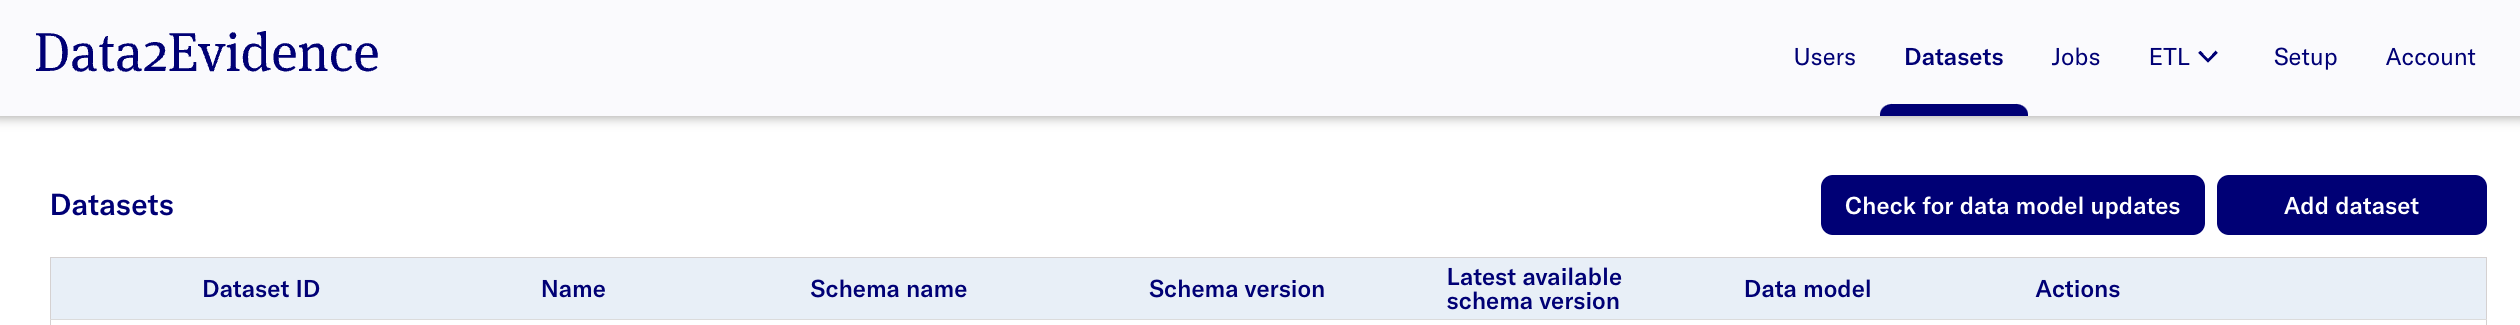 Data2Evidence
Users Datasets Jobs ETL Setup Account
Datasets
Check for data model updates Add dataset
Dataset ID Name Schema name Schema version Latest available schema version Data model Actions